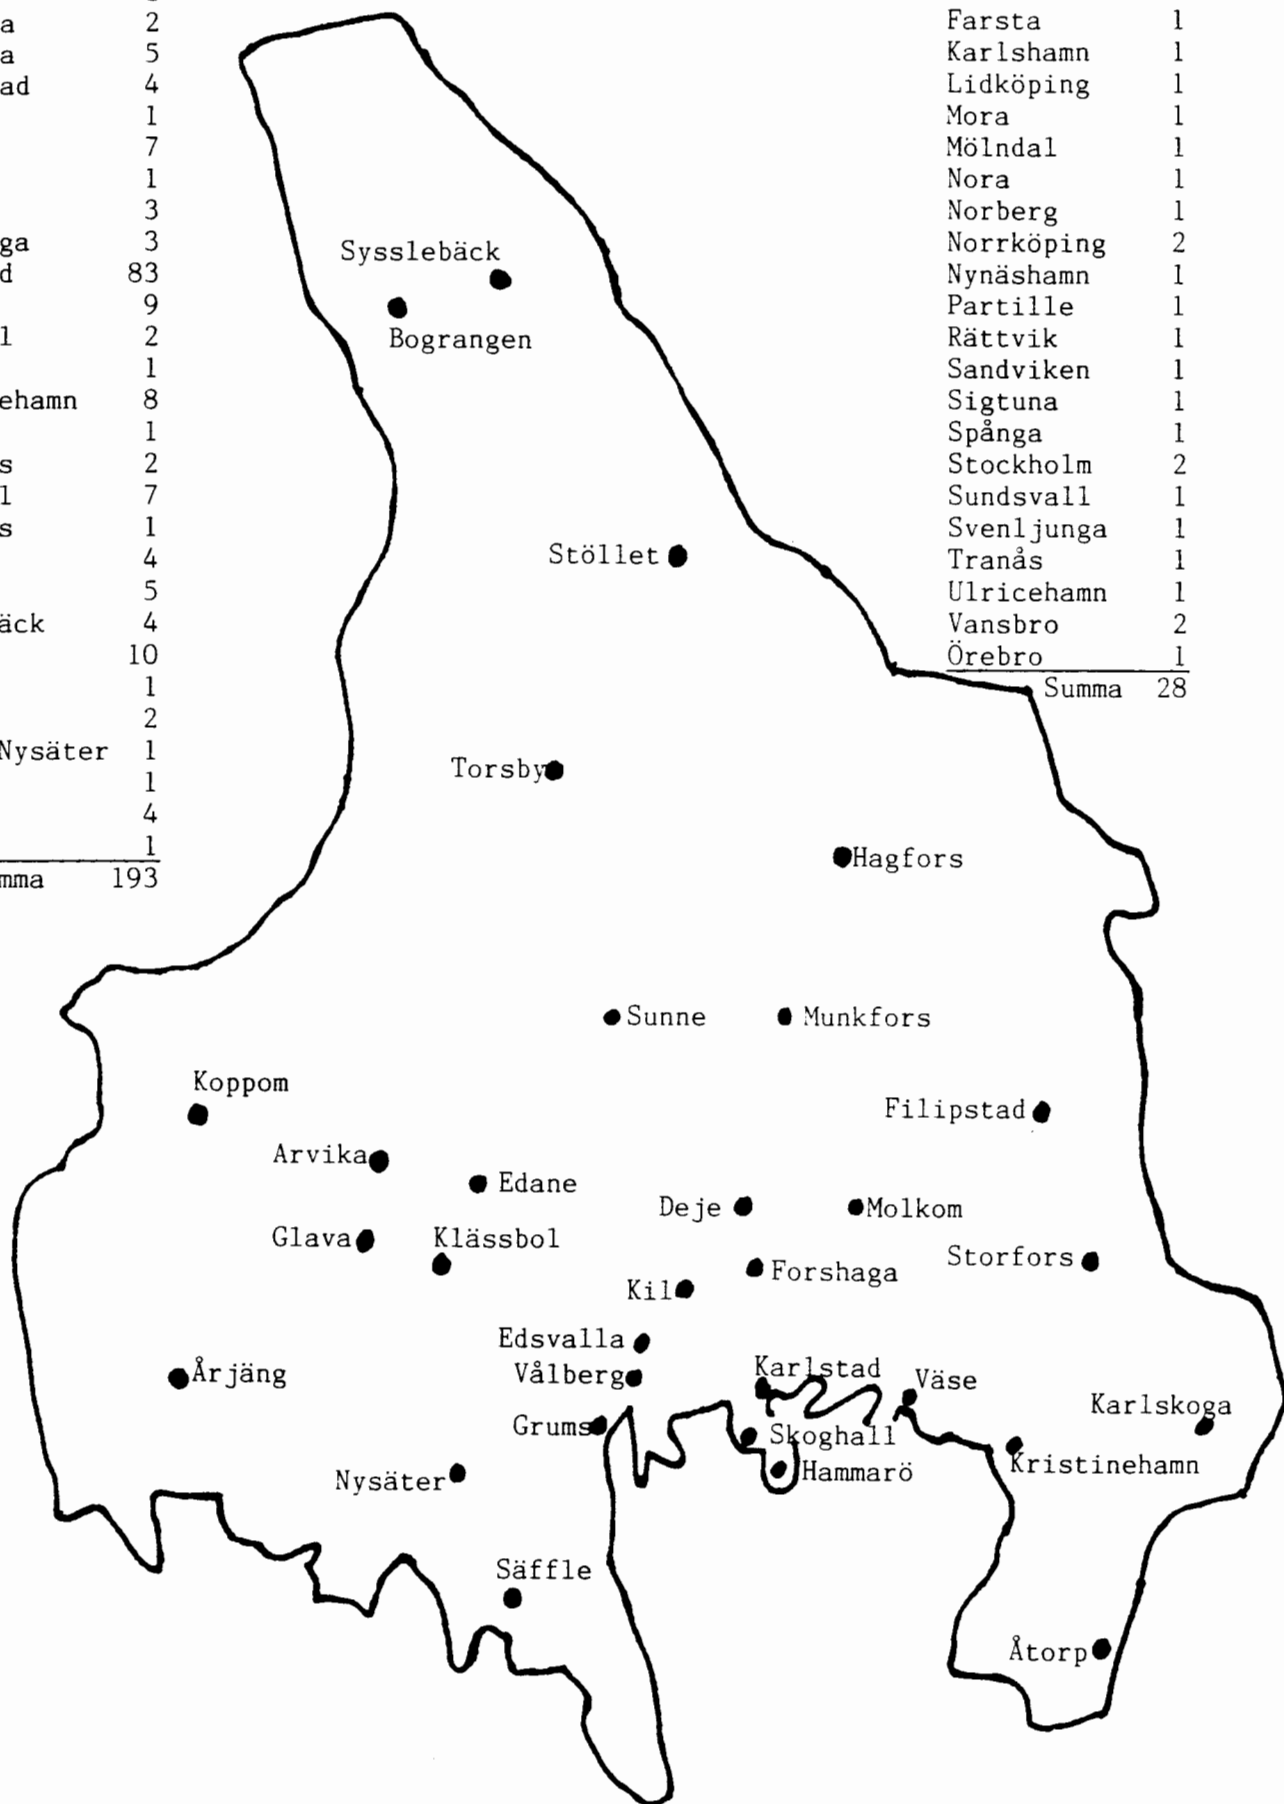 a 2
a 5
ad 4
1
7
1
3
ga 3
d 83
9
l 2
1
ehamn 8
1
s 2
l 7
s 1
4
5
äck 4
10
1
2
Nysäter 1
1
4
1
mma 193
Farsta 1
Karlshamn 1
Lidköping 1
Mora 1
Mölndal 1
Nora 1
Norberg 1
Norrköping 2
Nynäshamn 1
Partille 1
Rättvik 1
Sandviken 1
Sigtuna 1
Spånga 1
Stockholm 2
Sundsvall 1
Svenljunga 1
Tranås 1
Ulricehamn 1
Vansbro 2
Örebro 1
Summa 28
Sysslebäck
Bograngen
Stöllet
Torsby
Hagfors
Sunne
Munkfors
Koppom
Filipstad
Arvika
Edane
Deje
Molkom
Glava
Klässbol
Storfors
Forshaga
Kil
Edsvalla
Årjäng
Vålberg
Karlstad
Väse
Karlskoga
Grums
Skoghall
Kristinehamn
Hammarö
Nysäter
Säffle
Åtorp